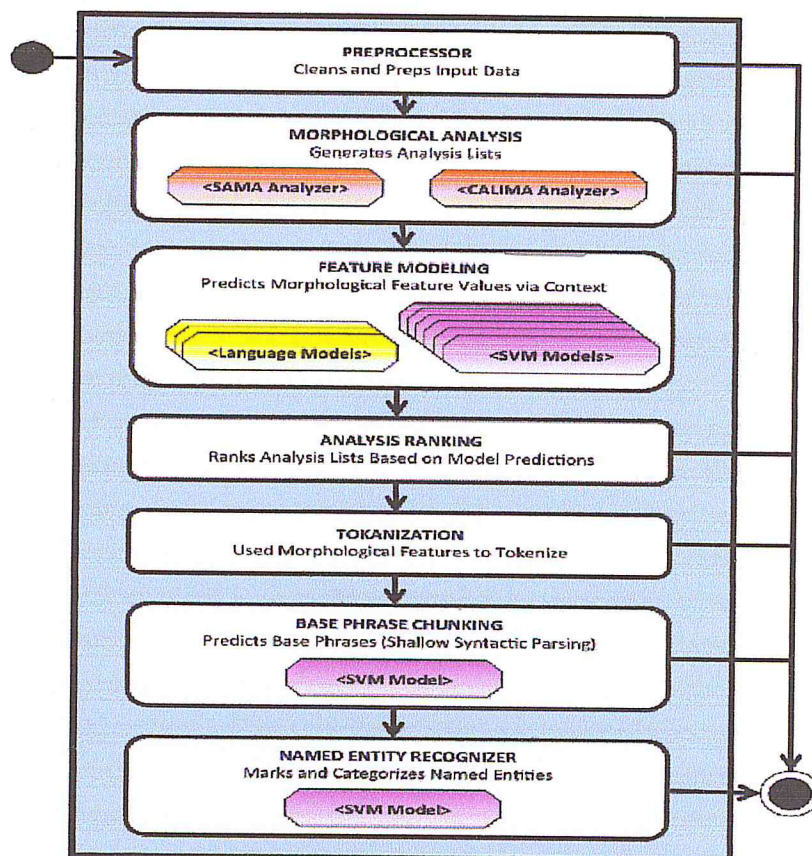 PREPROCESSOR
Cleans and Preps Input Data
MORPHOLOGICAL ANALYSIS
Generates Analysis Lists
<SAMA Analyzer>
<CALIMA Analyzer>
FEATURE MODELING
Predicts Morphological Feature Values via Context
<Language Models>
<SVM Models>
ANALYSIS RANKING
Ranks Analysis Lists Based on Model Predictions
TOKANIZATION
Used Morphological Features to Tokenize
BASE PHRASE CHUNKING
Predicts Base Phrases (Shallow Syntactic Parsing)
<SVM Model>
NAMED ENTITY RECOGNIZER
Marks and Categorizes Named Entities
<SVM Model>